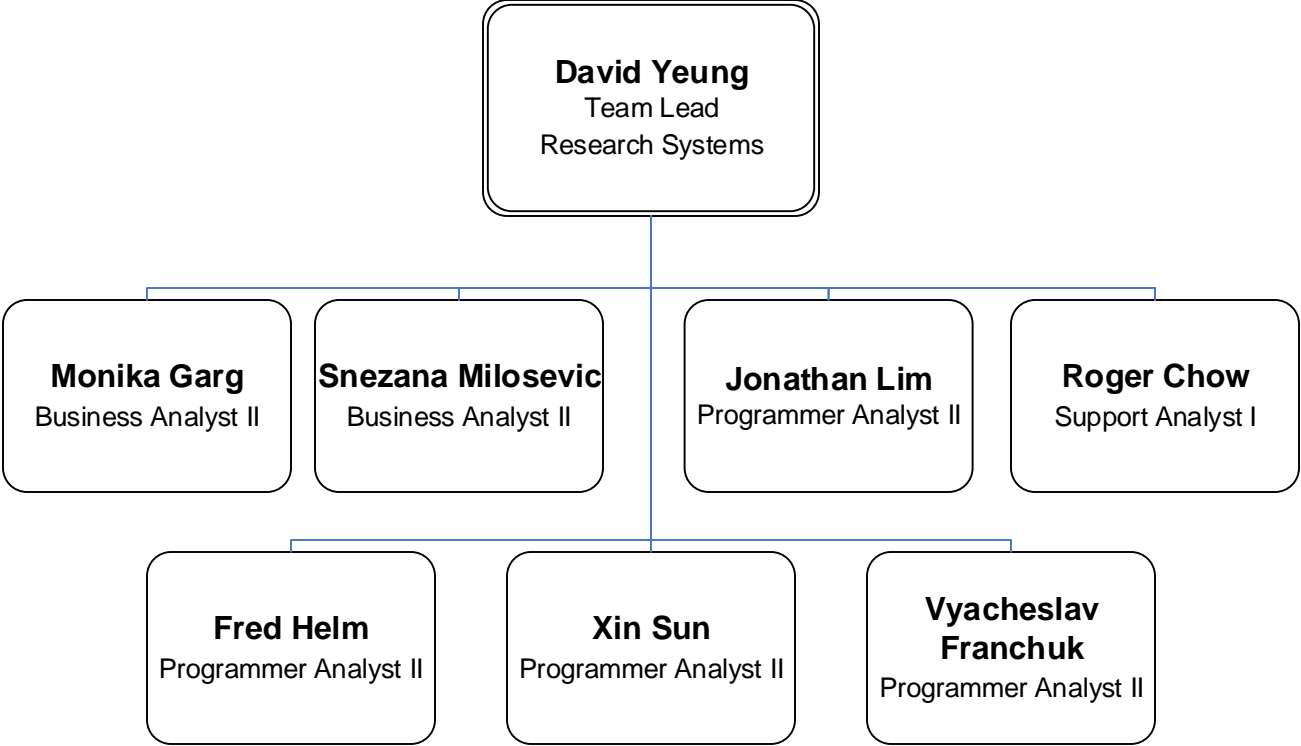 David Yeung
Team Lead
Research Systems
Monika Garg
Business Analyst II
Snezana Milosevic
Business Analyst II
Jonathan Lim
Programmer Analyst II
Roger Chow
Support Analyst I
Fred Helm
Programmer Analyst II
Xin Sun
Programmer Analyst II
Vyacheslav
Franchuk
Programmer Analyst II